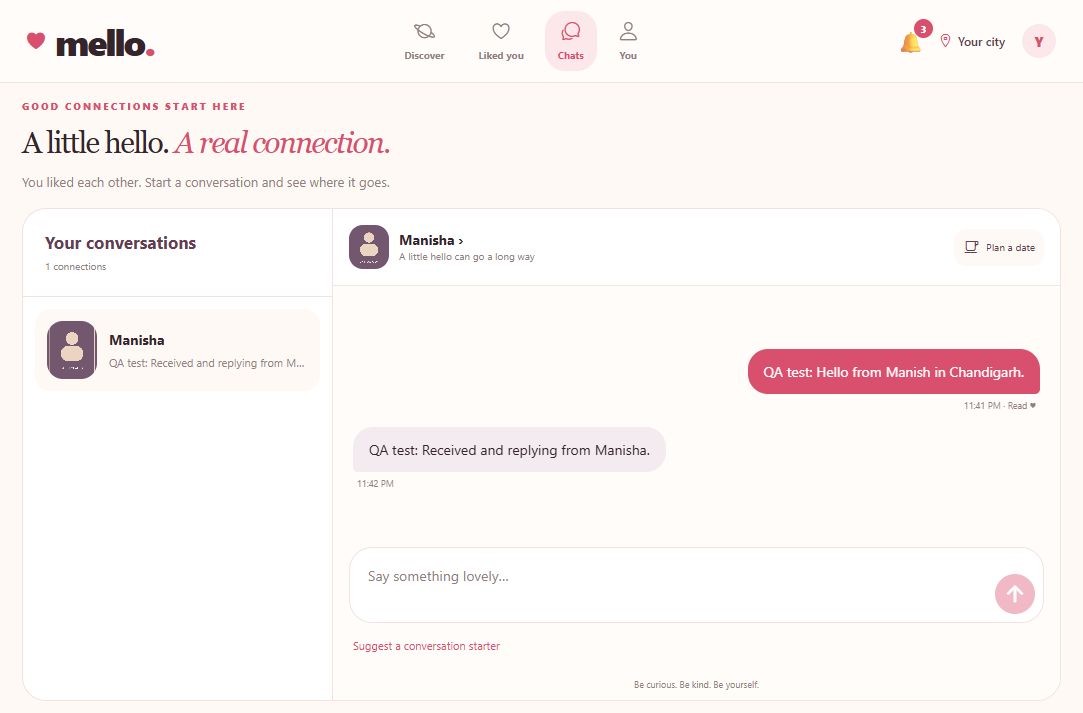 mello.
Discover
Liked you
Chats
You
3
Your city
Y
GOOD CONNECTIONS START HERE
A little hello. A real connection.
You liked each other. Start a conversation and see where it goes.
Your conversations
1 connections
Manisha
QA test: Received and replying from M...
Manisha ›
A little hello can go a long way
Plan a date
QA test: Hello from Manish in Chandigarh.
11:41 PM · Read ♥
QA test: Received and replying from Manisha.
11:42 PM
Say something lovely...
Suggest a conversation starter
Be curious. Be kind. Be yourself.